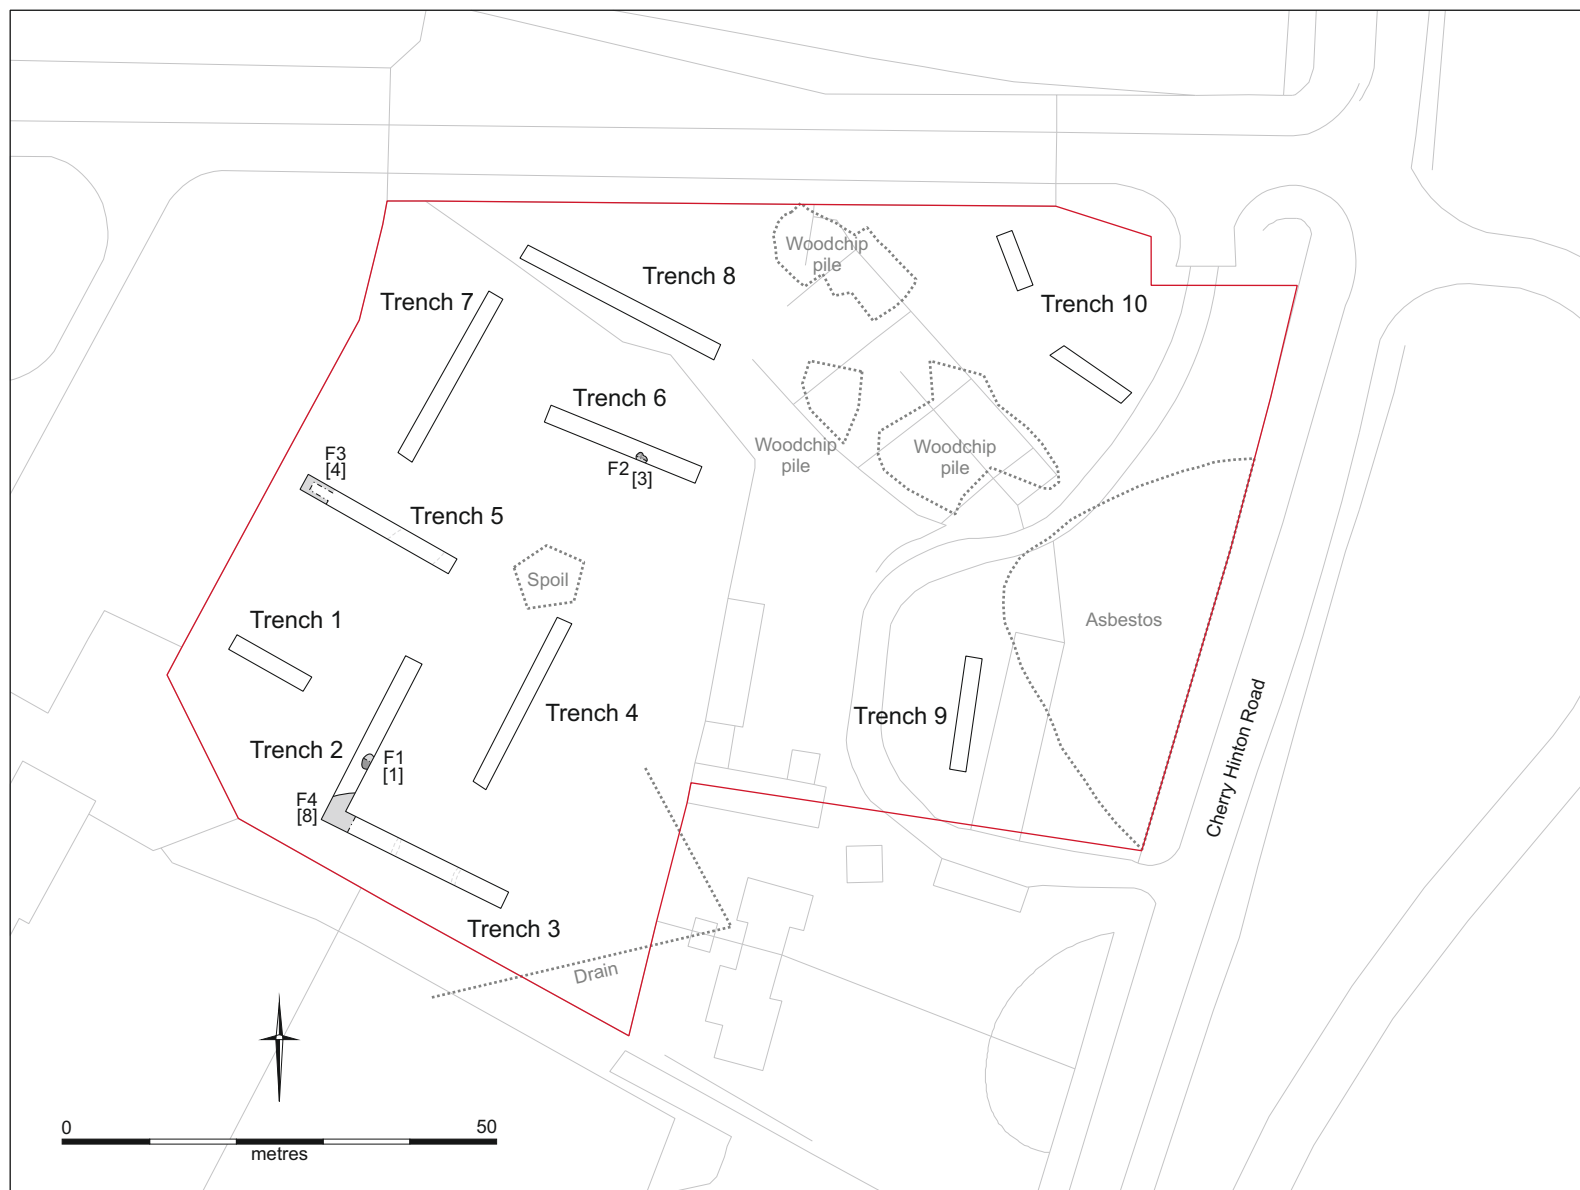 Woodchip
pile
Trench 8
Trench 7
Trench 10
Trench 6
Woodchip
pile
Woodchip
pile
F3
[4]
F2
[3]
Trench 5
Spoil
Trench 1
Asbestos
Trench 4
Trench 9
Trench 2
F1
[1]
F4
[8]
Cherry Hinton Road
Trench 3
Drain
0
50
metres